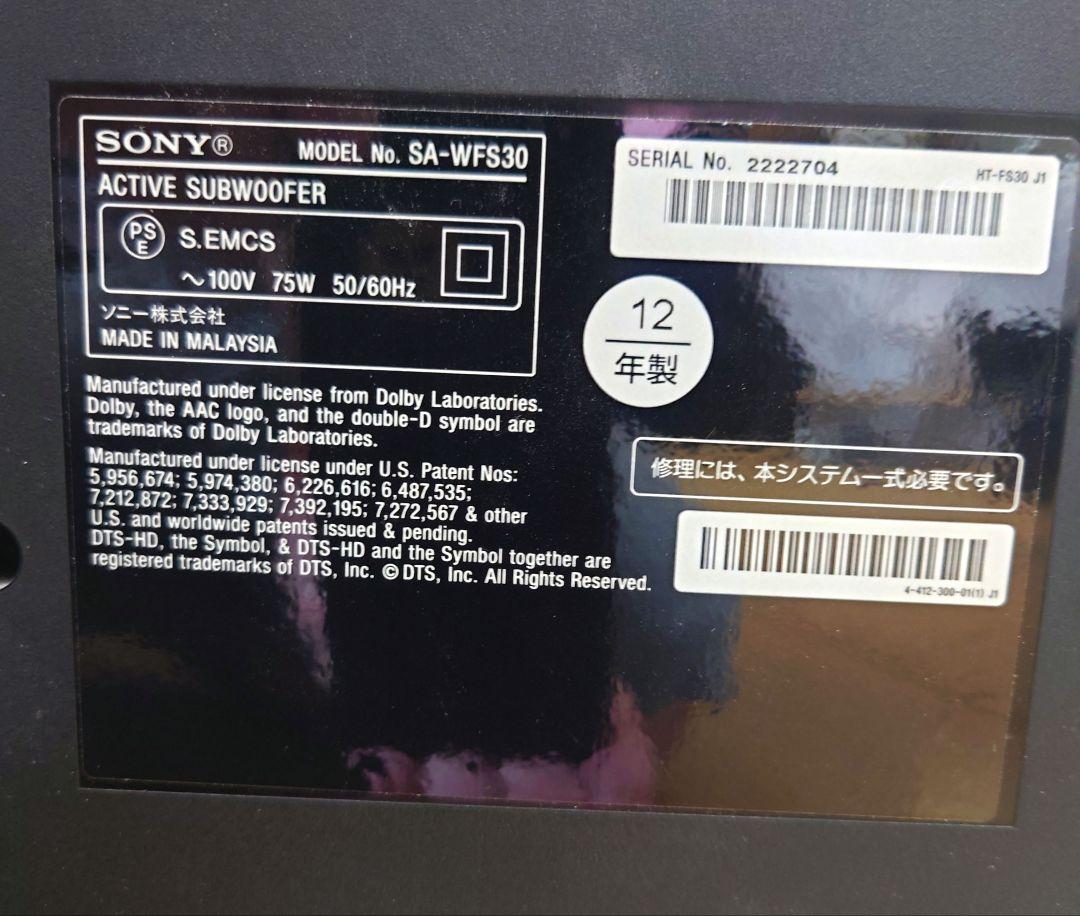 SONY®
MODEL No. SA-WFS30
ACTIVE SUBWOOFER
PS
E
S.EMCS
～100V 75W 50/60Hz
ソニー株式会社
MADE IN MALAYSIA
Manufactured under license from Dolby Laboratories.
Dolby, the AAC logo, and the double-D symbol are
trademarks of Dolby Laboratories.
Manufactured under license under U.S. Patent Nos:
5,956,674; 5,974,380; 6,226,616; 6,487,535;
7,212,872; 7,333,929; 7,392,195; 7,272,567 & other
U.S. and worldwide patents issued & pending.
DTS-HD, the Symbol, & DTS-HD and the Symbol together are
registered trademarks of DTS, Inc. © DTS, Inc. All Rights Reserved.
SERIAL No. 2222704
HT-FS30 J1
12
年製
修理には、本システム一式必要です。
4-412-300-01(1) J1